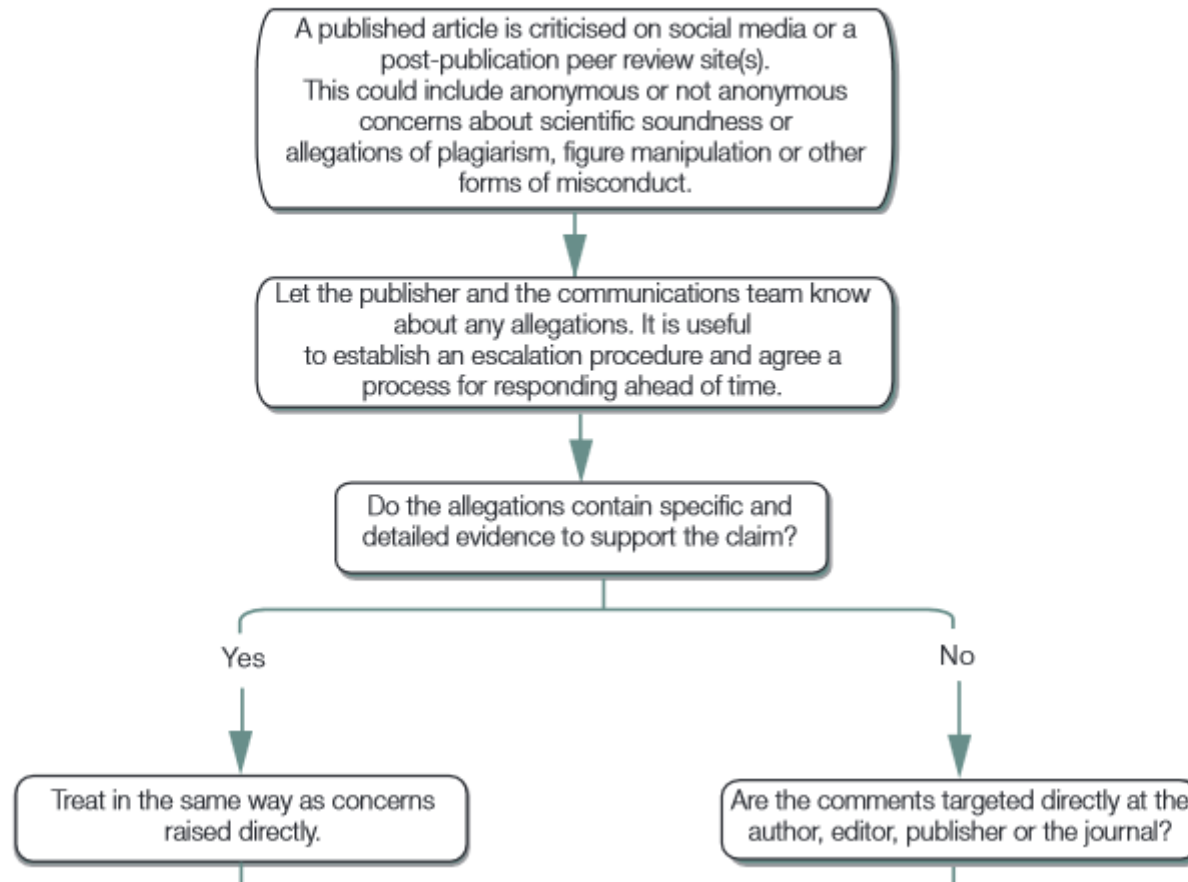 A published article is criticised on social media or a
post-publication peer review site(s).
This could include anonymous or not anonymous
concerns about scientific soundness or
allegations of plagiarism, figure manipulation or other
forms of misconduct.
Let the publisher and the communications team know
about any allegations. It is useful
to establish an escalation procedure and agree a
process for responding ahead of time.
Do the allegations contain specific and
detailed evidence to support the claim?
Yes
No
Treat in the same way as concerns
raised directly.
Are the comments targeted directly at the
author, editor, publisher or the journal?